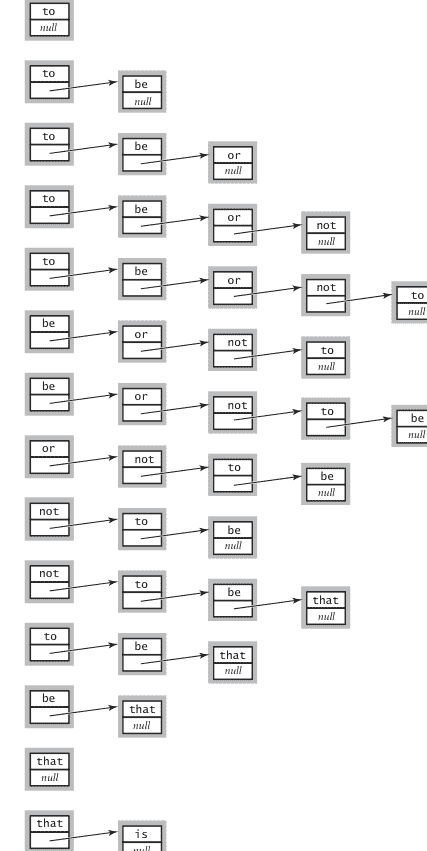 to
null
to be
null
to be or
null
to be or not
null
to be or not to
null
be or not to
null
be or not to be
null
or not to be
null
not to be
null
not to be that
null
to be that
null
be that
null
that
null
that is
null